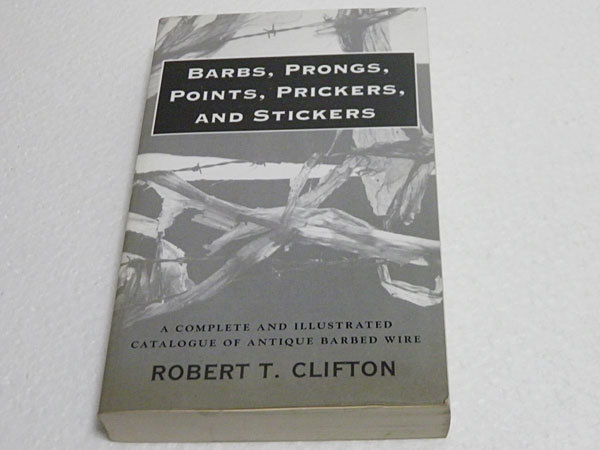 BARBS, PRONGS,
POINTS, PRICKERS,
AND STICKERS
A COMPLETE AND ILLUSTRATED
CATALOGUE OF ANTIQUE BARBED WIRE
ROBERT T. CLIFTON